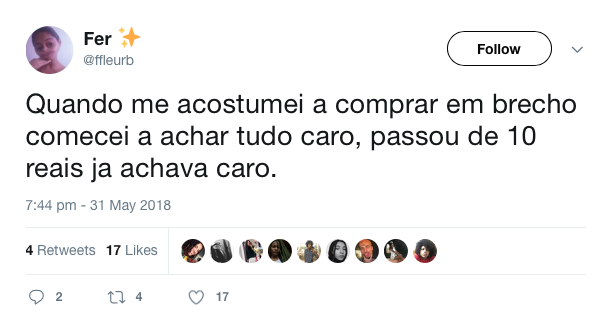 Fer ✨
@ffleurb
Follow
Quando me acostumei a comprar em brecho
comecei a achar tudo caro, passou de 10
reais ja achava caro.
7:44 pm - 31 May 2018
4 Retweets 17 Likes
2 4 17